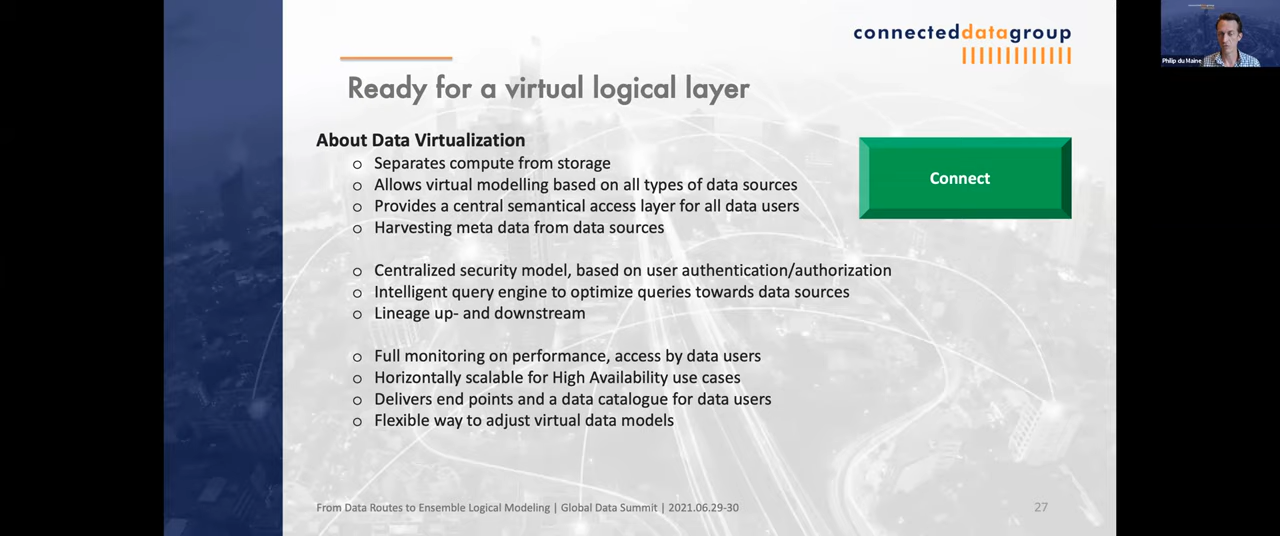 connecteddatagroup
Philip du Maine
Ready for a virtual logical layer
About Data Virtualization
o Separates compute from storage
o Allows virtual modelling based on all types of data sources
o Provides a central semantical access layer for all data users
o Harvesting meta data from data sources
Connect
o Centralized security model, based on user authentication/authorization
o Intelligent query engine to optimize queries towards data sources
o Lineage up- and downstream
o Full monitoring on performance, access by data users
o Horizontally scalable for High Availability use cases
o Delivers end points and a data catalogue for data users
o Flexible way to adjust virtual data models
From Data Routes to Ensemble Logical Modeling | Global Data Summit | 2021.06.29-30
27